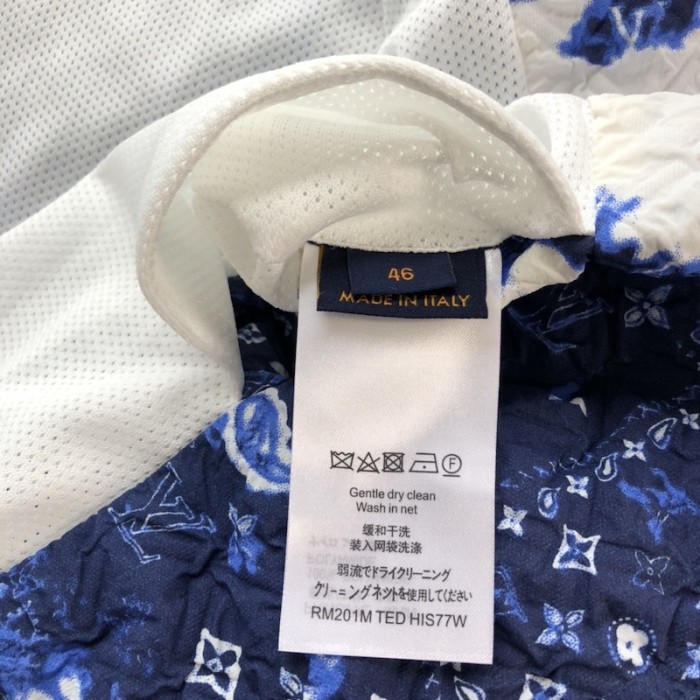 46
MADE IN ITALY
Gentle dry clean
Wash in net
缓和干洗
装入网袋洗涤
弱流でドライクリーニング
クリーニングネットを使用してください
RM201M TED HIS77W